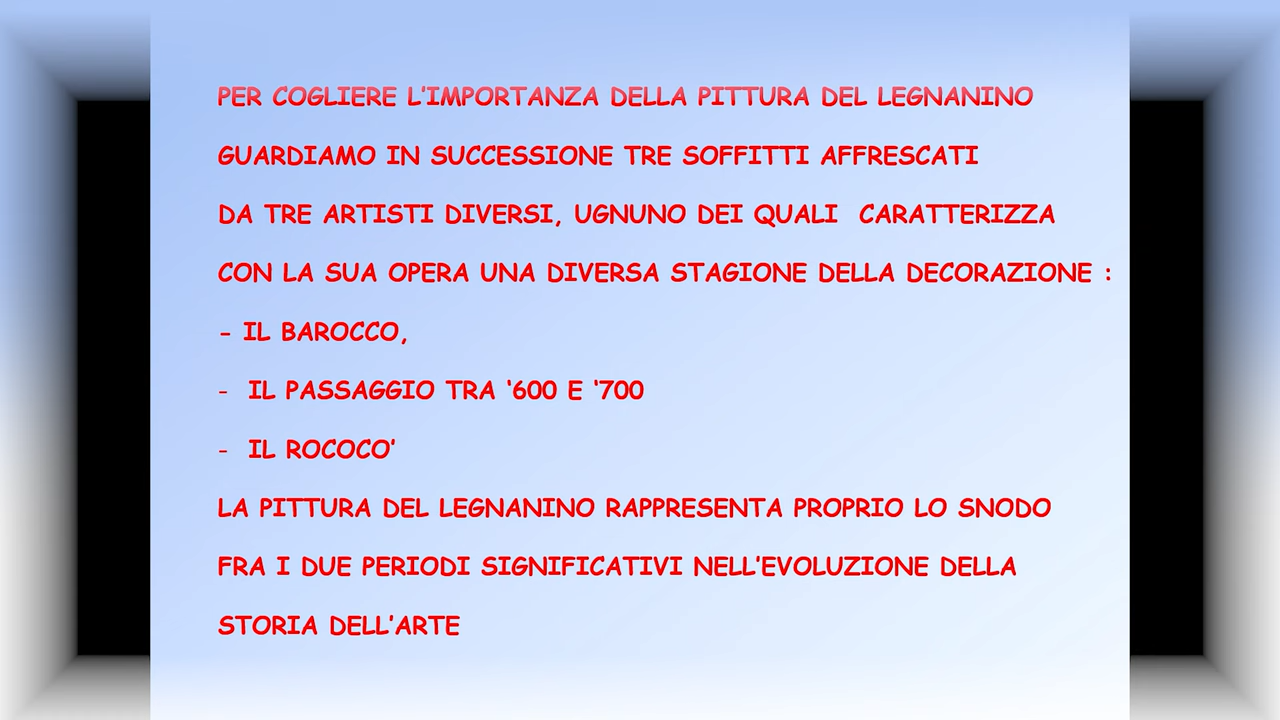 PER COGLIERE L'IMPORTANZA DELLA PITTURA DEL LEGNANINO
GUARDIAMO IN SUCCESSIONE TRE SOFFITTI AFFRESCATI
DA TRE ARTISTI DIVERSI, UGNUNO DEI QUALI  CARATTERIZZA
CON LA SUA OPERA UNA DIVERSA STAGIONE DELLA DECORAZIONE :
- IL BAROCCO,
-  IL PASSAGGIO TRA '600 E '700
-  IL ROCOCO'
LA PITTURA DEL LEGNANINO RAPPRESENTA PROPRIO LO SNODO
FRA I DUE PERIODI SIGNIFICATIVI NELL'EVOLUZIONE DELLA
STORIA DELL'ARTE